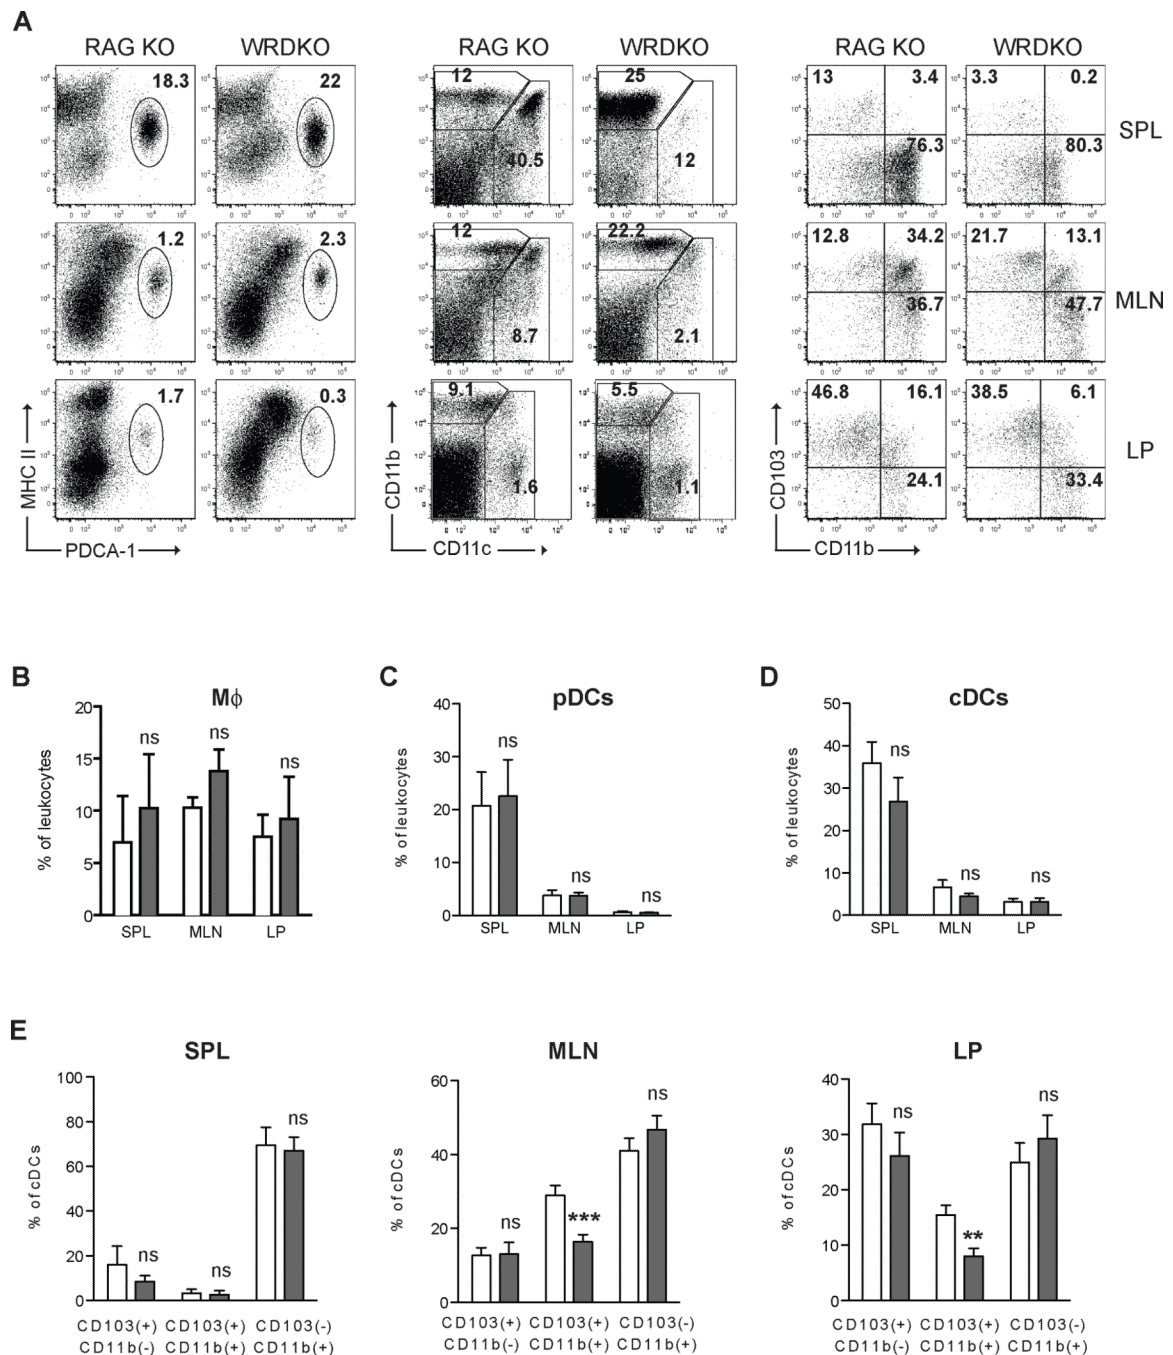 A
RAG KO WRDKO RAG KO WRDKO RAG KO WRDKO
18.3 22 12 40.5 25 12 13 3.4 76.3 3.3 0.2 80.3 SPL
1.2 2.3 12 8.7 22.2 2.1 12.8 34.2 36.7 21.7 13.1 47.7 MLN
1.7 0.3 9.1 1.6 5.5 1.1 46.8 16.1 24.1 38.5 6.1 33.4 LP
MHC II
PDCA-1
CD11b
CD11c
CD103
CD11b
B
Mϕ
% of leukocytes
20
15
10
5
0
ns ns ns
SPL MLN LP
C
pDCs
% of leukocytes
40
30
20
10
0
ns ns ns
SPL MLN LP
D
cDCs
% of leukocytes
50
40
30
20
10
0
ns ns ns
SPL MLN LP
E
SPL
% of cDCs
100
80
60
40
20
0
ns ns ns
CD103(+) CD103(+) CD103(-)
CD11b(-) CD11b(+) CD11b(+)
MLN
% of cDCs
60
40
20
0
ns *** ns
CD103(+) CD103(+) CD103(-)
CD11b(-) CD11b(+) CD11b(+)
LP
% of cDCs
40
30
20
10
0
ns ** ns
CD103(+) CD103(+) CD103(-)
CD11b(-) CD11b(+) CD11b(+)